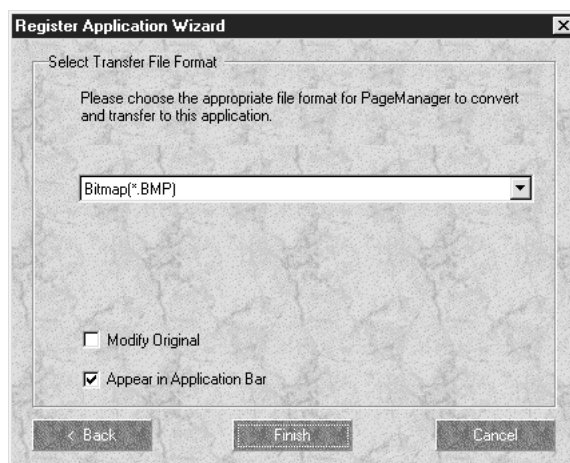 Register Application Wizard
Select Transfer File Format
Please choose the appropriate file format for PageManager to convert
and transfer to this application.
Bitmap(*.BMP)
Modify Original
Appear in Application Bar
< Back
Finish
Cancel